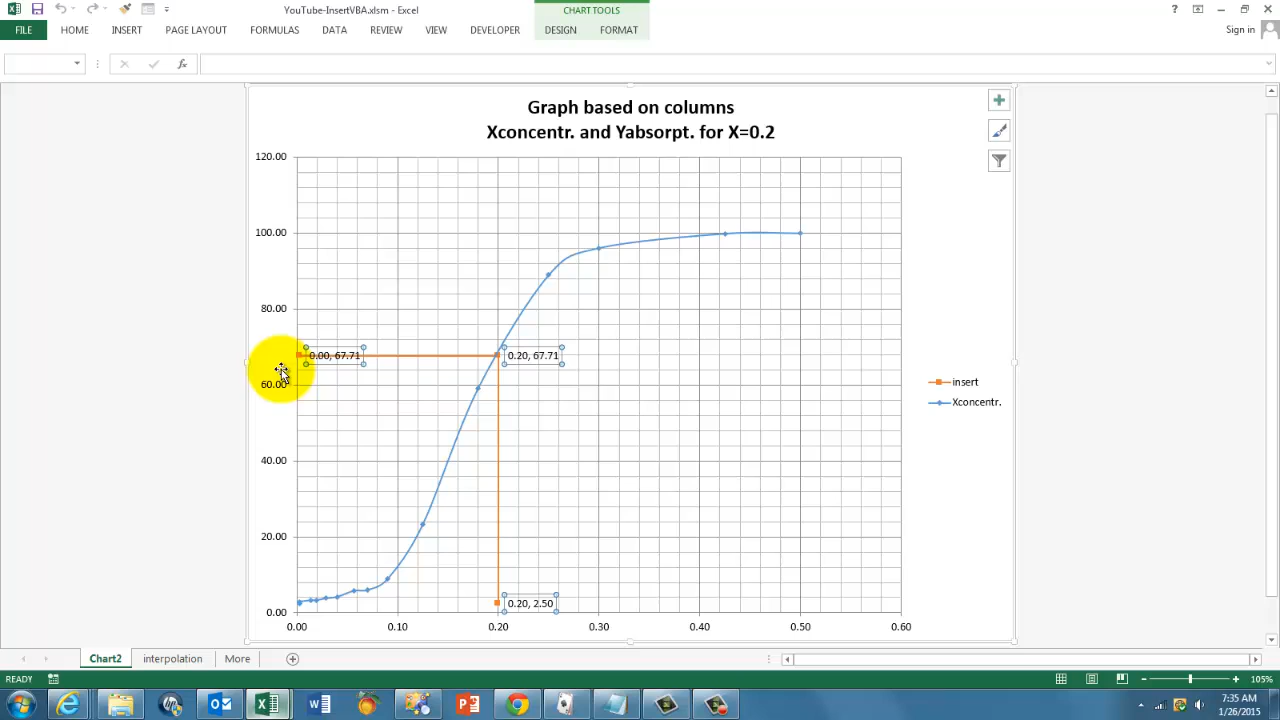 YouTube-InsertVBA.xlsm - Excel
CHART TOOLS
?
FILE
HOME
INSERT
PAGE LAYOUT
FORMULAS
DATA
REVIEW
VIEW
DEVELOPER
DESIGN
FORMAT
Sign in
fx
Graph based on columns
Xconcentr. and Yabsorpt. for X=0.2
120.00
100.00
80.00
60.00
40.00
20.00
0.00
0.00, 67.71
0.20, 67.71
0.20, 2.50
0.00
0.10
0.20
0.30
0.40
0.50
0.60
insert
Xconcentr.
Chart2
interpolation
More
READY
105%
7:35 AM
1/26/2015